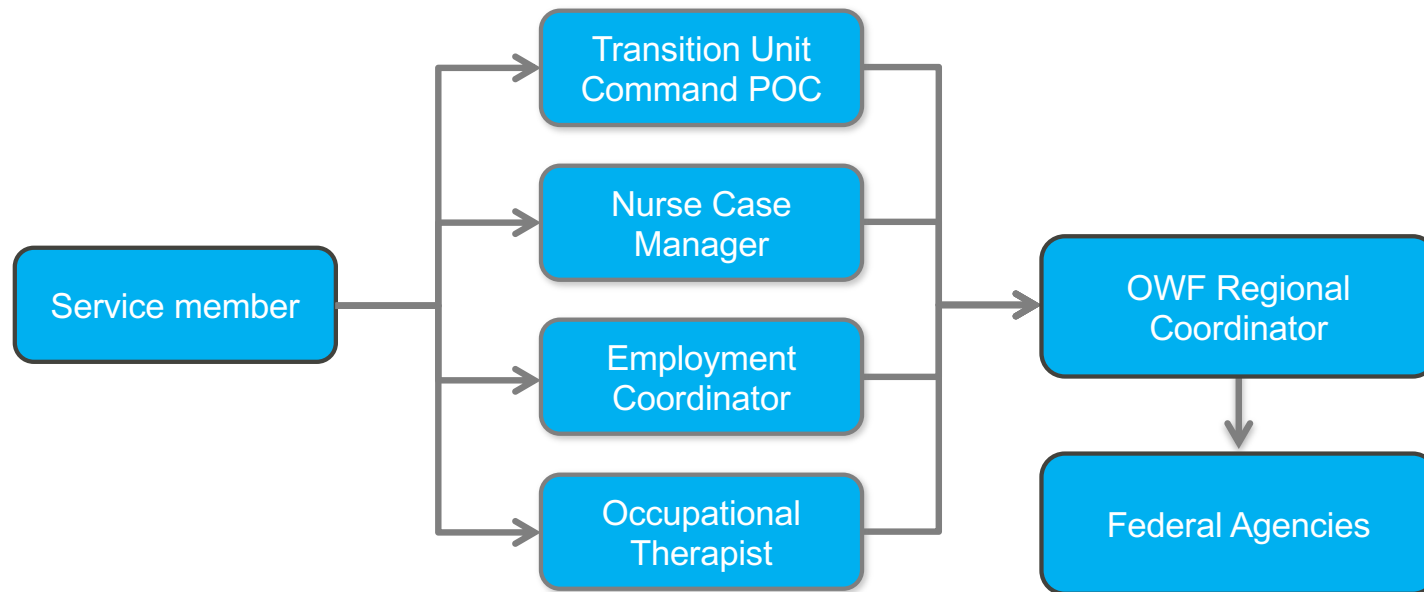 Transition Unit
Command POC
Nurse Case
Manager
Service member
Employment
Coordinator
Occupational
Therapist
OWF Regional
Coordinator
Federal Agencies